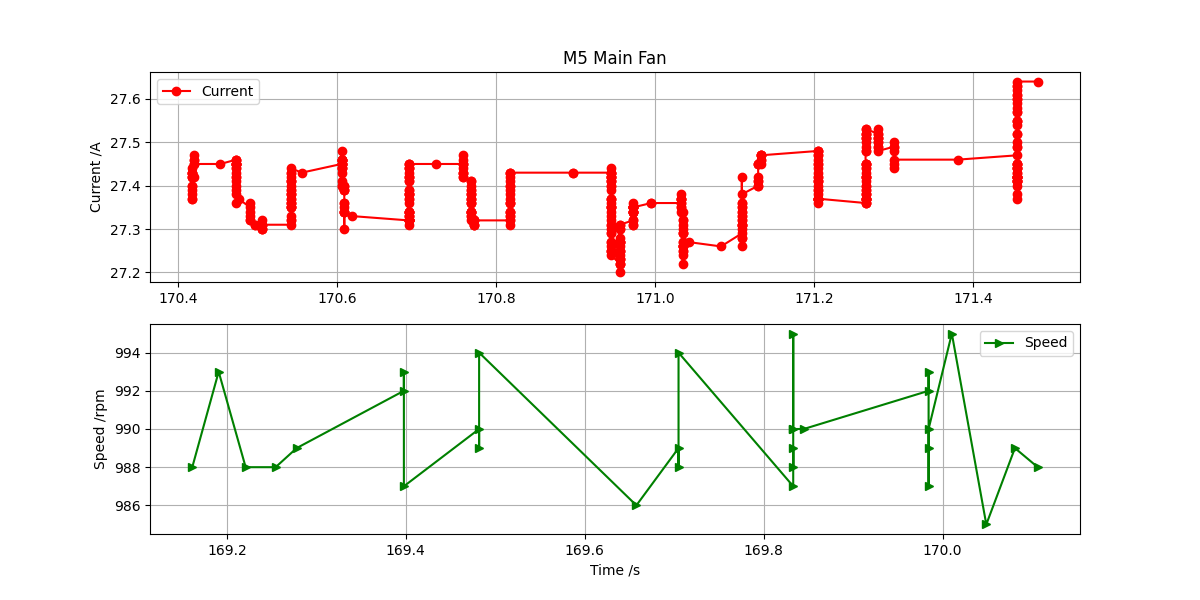 M5 Main Fan
Current /A
27.6
27.5
27.4
27.3
27.2
Current
170.4 170.6 170.8 171.0 171.2 171.4
Speed /rpm
994
992
990
988
986
Speed
169.2 169.4 169.6 169.8 170.0
Time /s